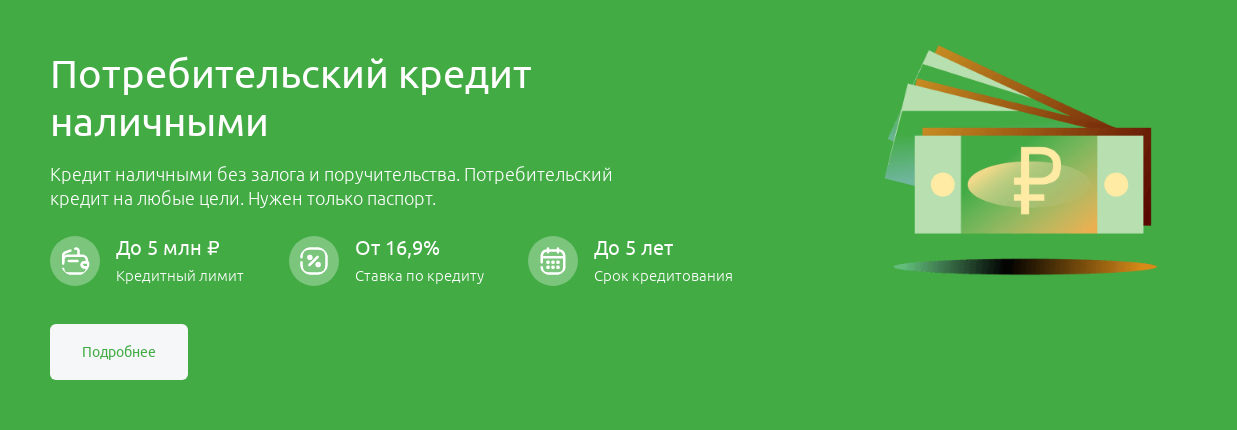 Потребительский кредит
наличными
Кредит наличными без залога и поручительства. Потребительский
кредит на любые цели. Нужен только паспорт.
До 5 млн ₽
Кредитный лимит
От 16,9%
Ставка по кредиту
До 5 лет
Срок кредитования
Подробнее
₽